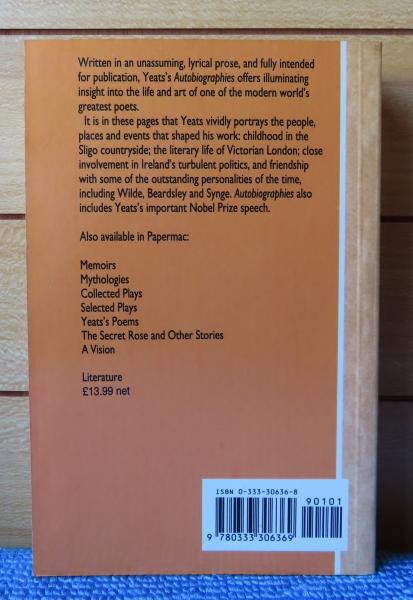 Written in an unassuming, lyrical prose, and fully intended
for publication, Yeats's Autobiographies offers illuminating
insight into the life and art of one of the modern world's
greatest poets.
It is in these pages that Yeats vividly portrays the people,
places and events that shaped his work: childhood in the
Sligo countryside; the literary life of Victorian London; close
involvement in Ireland's turbulent politics, and friendship
with some of the outstanding personalities of the time,
including Wilde, Beardsley and Synge. Autobiographies also
includes Yeats's important Nobel Prize speech.
Also available in Papermac:
Memoirs
Mythologies
Collected Plays
Selected Plays
Yeats's Poems
The Secret Rose and Other Stories
A Vision
Literature
£13.99 net
ISBN 0-333-30636-8
90101
9 780333 306369